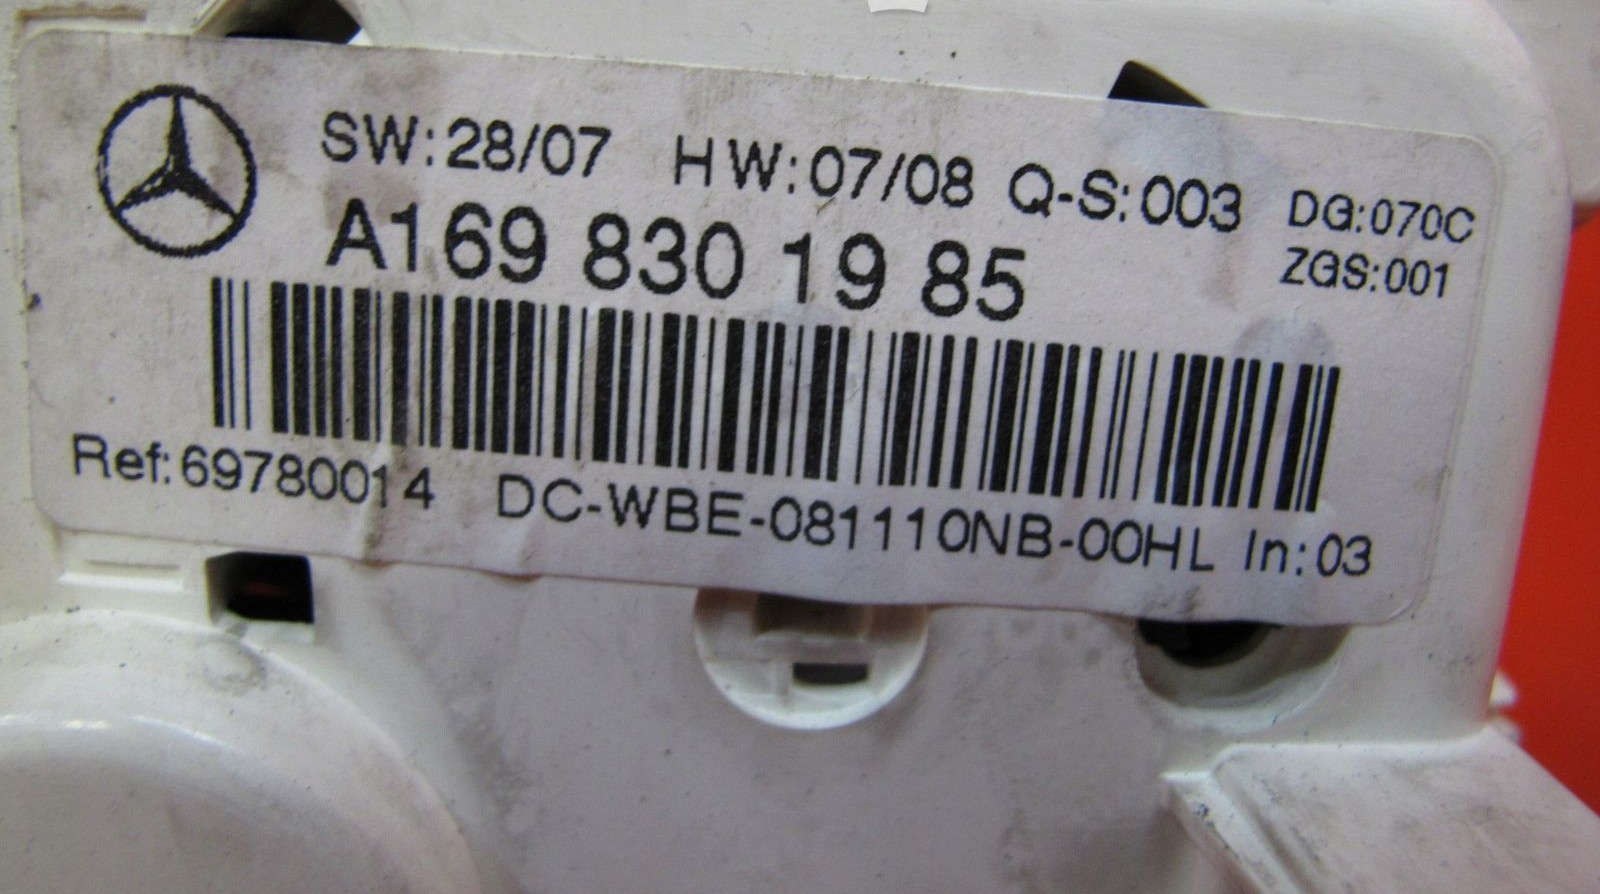 SW:28/07 HW:07/08 Q-S:003 DG:070C
A169 830 19 85 ZGS:001
Ref:69780014 DC-WBE-081110NB-00HL In:03